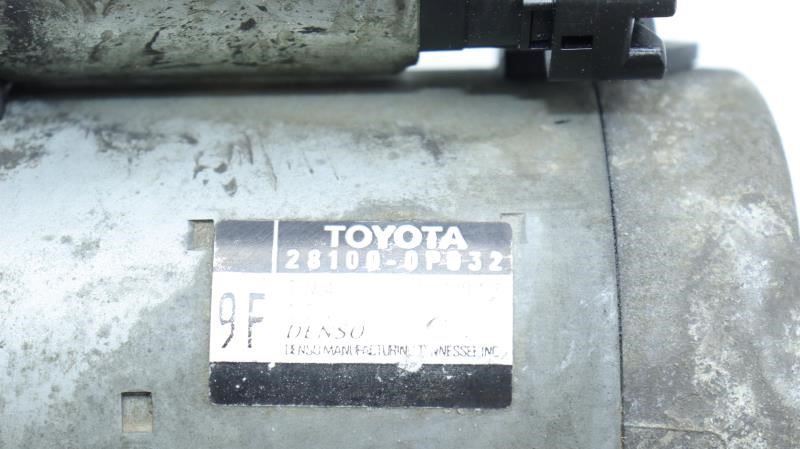 TOYOTA
28100-0P032
9F
DENSO
DENSO MANUFACTURING TENNESSEE, INC.